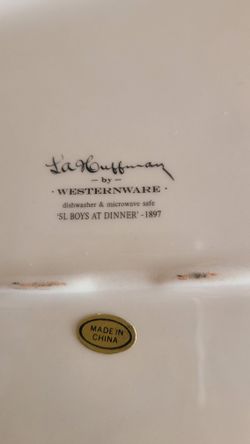 L A Huffman
– by –
· WESTERNWARE ·
dishwasher & microwave safe
'SL BOYS AT DINNER' -1897
MADE IN
CHINA